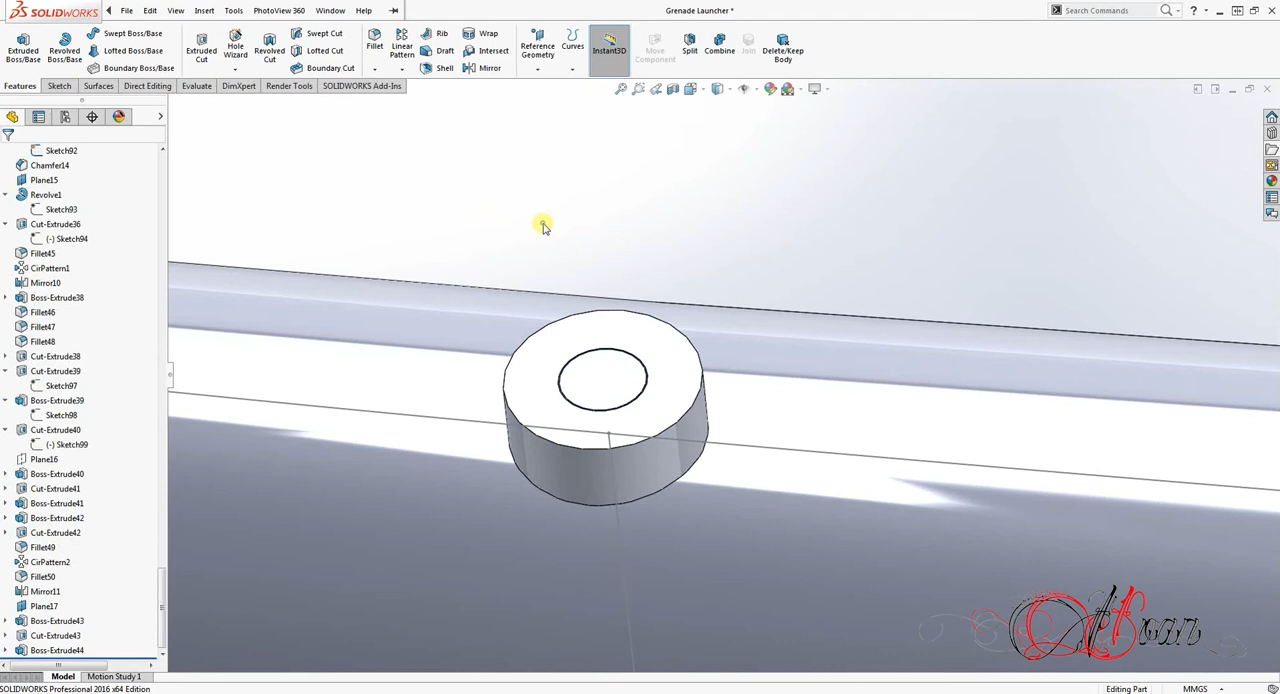 SOLIDWORKS File Edit View Insert Tools PhotoView 360 Window Help Grenade Launcher * Search Commands
Extruded Boss/Base Revolved Boss/Base Swept Boss/Base Lofted Boss/Base Boundary Boss/Base Extruded Cut Hole Wizard Revolved Cut Swept Cut Lofted Cut Boundary Cut Fillet Linear Pattern Rib Draft Shell Wrap Intersect Mirror Reference Geometry Curves Instant3D Move Component Split Combine Join Delete/Keep Body
Features Sketch Surfaces Direct Editing Evaluate DimXpert Render Tools SOLIDWORKS Add-Ins
Sketch92
Chamfer14
Plane15
Revolve1
Sketch93
Cut-Extrude36
(-) Sketch94
Fillet45
CirPattern1
Mirror10
Boss-Extrude38
Fillet46
Fillet47
Fillet48
Cut-Extrude38
Cut-Extrude39
Sketch97
Boss-Extrude39
Sketch98
Cut-Extrude40
(-) Sketch99
Plane16
Boss-Extrude40
Cut-Extrude41
Boss-Extrude41
Boss-Extrude42
Cut-Extrude42
Fillet49
CirPattern2
Fillet50
Mirror11
Plane17
Boss-Extrude43
Cut-Extrude43
Boss-Extrude44
Model Motion Study 1
SOLIDWORKS Professional 2016 x64 Edition Editing Part MMGS